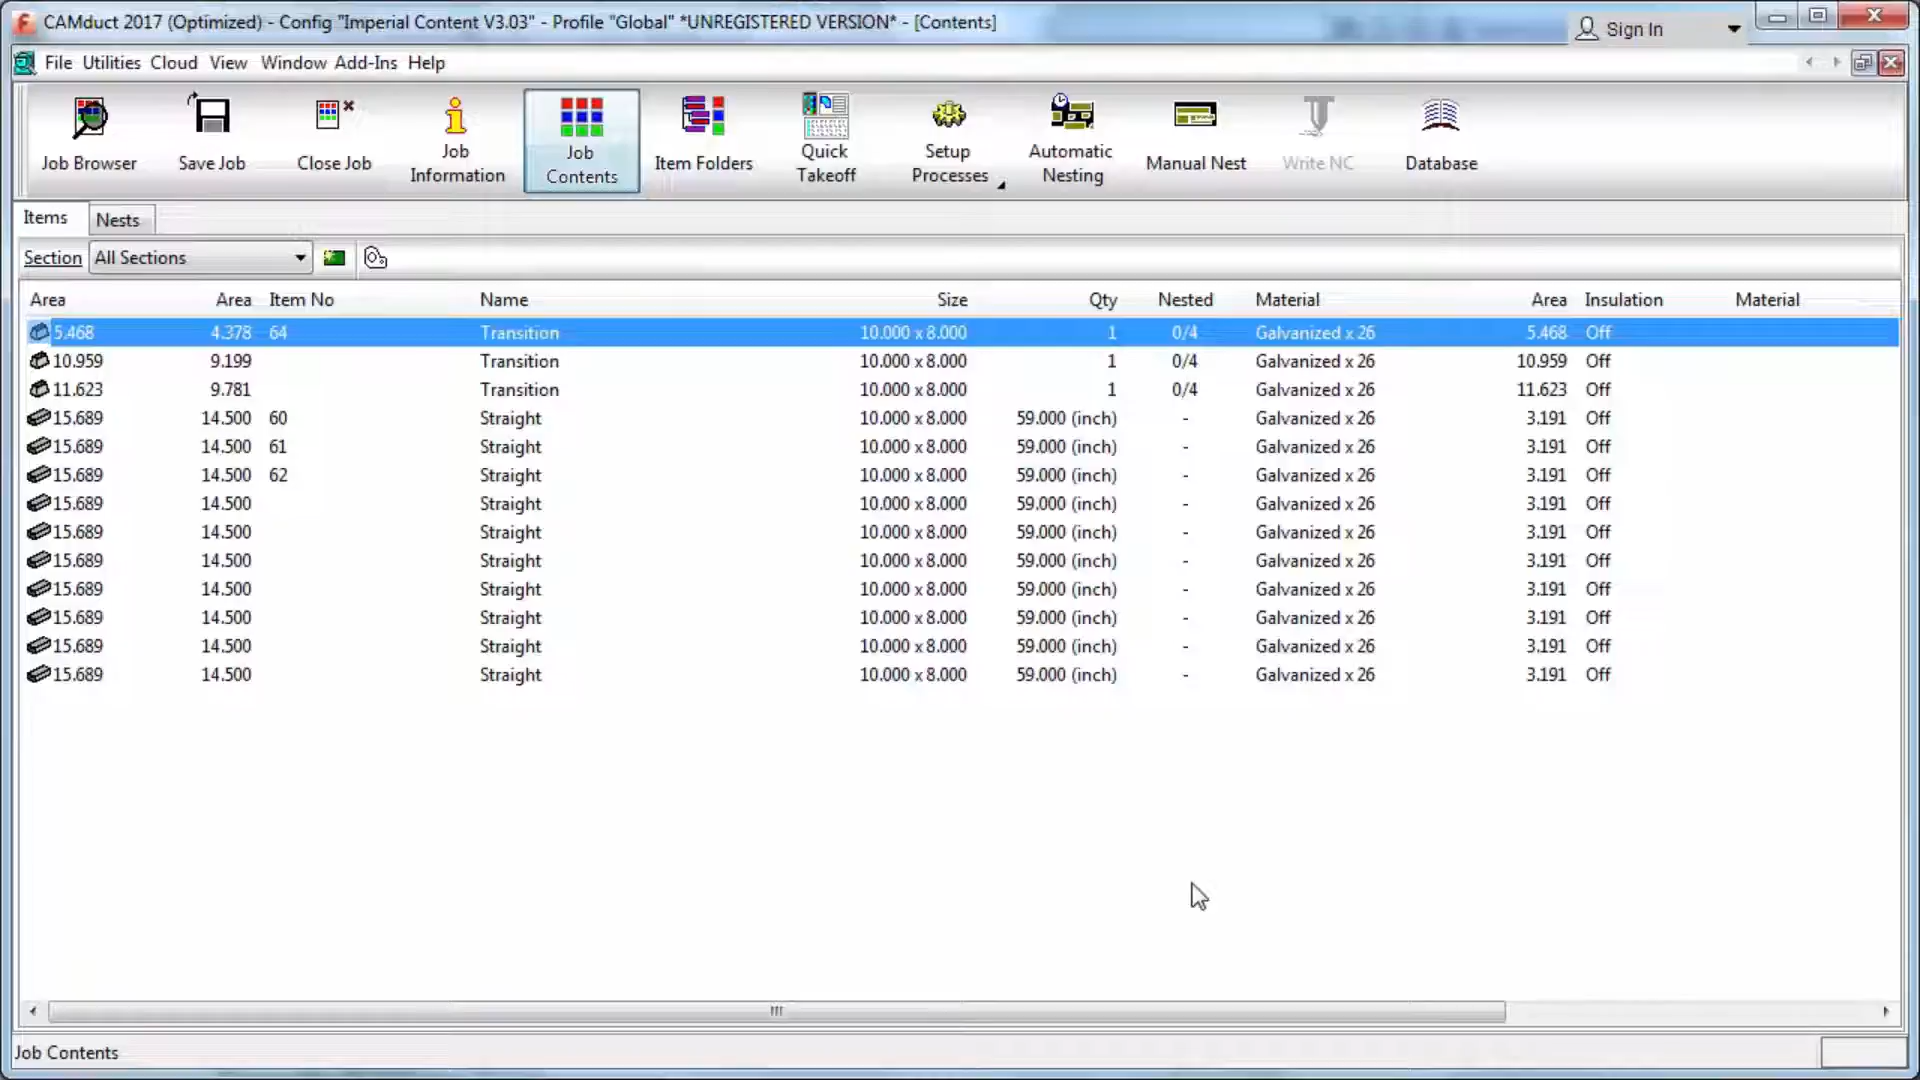 CAMduct 2017 (Optimized) - Config "Imperial Content V3.03" - Profile "Global" *UNREGISTERED VERSION* - [Contents]
Sign In
File Utilities Cloud View Window Add-Ins Help
Job Browser
Save Job
Close Job
Job Information
Job Contents
Item Folders
Quick Takeoff
Setup Processes
Automatic Nesting
Manual Nest
Write NC
Database
Items Nests
Section All Sections
Area Area Item No Name Size Qty Nested Material Area Insulation Material
5.468 4.378 64 Transition 10.000 x 8.000 1 0/4 Galvanized x 26 5.468 Off
10.959 9.199 Transition 10.000 x 8.000 1 0/4 Galvanized x 26 10.959 Off
11.623 9.781 Transition 10.000 x 8.000 1 0/4 Galvanized x 26 11.623 Off
15.689 14.500 60 Straight 10.000 x 8.000 59.000 (inch) - Galvanized x 26 3.191 Off
15.689 14.500 61 Straight 10.000 x 8.000 59.000 (inch) - Galvanized x 26 3.191 Off
15.689 14.500 62 Straight 10.000 x 8.000 59.000 (inch) - Galvanized x 26 3.191 Off
15.689 14.500 Straight 10.000 x 8.000 59.000 (inch) - Galvanized x 26 3.191 Off
15.689 14.500 Straight 10.000 x 8.000 59.000 (inch) - Galvanized x 26 3.191 Off
15.689 14.500 Straight 10.000 x 8.000 59.000 (inch) - Galvanized x 26 3.191 Off
15.689 14.500 Straight 10.000 x 8.000 59.000 (inch) - Galvanized x 26 3.191 Off
15.689 14.500 Straight 10.000 x 8.000 59.000 (inch) - Galvanized x 26 3.191 Off
15.689 14.500 Straight 10.000 x 8.000 59.000 (inch) - Galvanized x 26 3.191 Off
15.689 14.500 Straight 10.000 x 8.000 59.000 (inch) - Galvanized x 26 3.191 Off
Job Contents